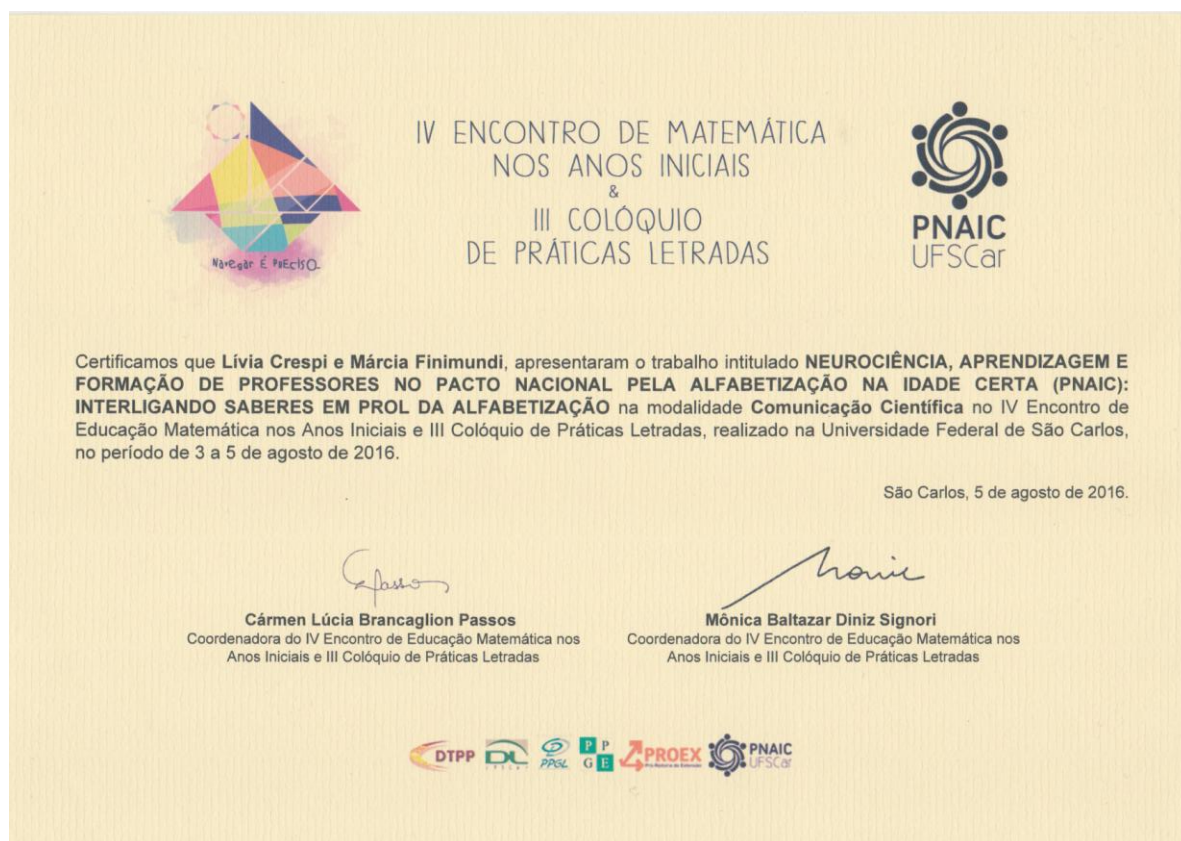 IV ENCONTRO DE MATEMÁTICA
NOS ANOS INICIAIS
&
III COLÓQUIO
DE PRÁTICAS LETRADAS
NAVEGAR É PRECISO
PNAIC
UFSCar
Certificamos que Lívia Crespi e Márcia Finimundi, apresentaram o trabalho intitulado NEUROCIÊNCIA, APRENDIZAGEM E
FORMAÇÃO DE PROFESSORES NO PACTO NACIONAL PELA ALFABETIZAÇÃO NA IDADE CERTA (PNAIC):
INTERLIGANDO SABERES EM PROL DA ALFABETIZAÇÃO na modalidade Comunicação Científica no IV Encontro de
Educação Matemática nos Anos Iniciais e III Colóquio de Práticas Letradas, realizado na Universidade Federal de São Carlos,
no período de 3 a 5 de agosto de 2016.
São Carlos, 5 de agosto de 2016.
Cármen Lúcia Brancaglion Passos
Coordenadora do IV Encontro de Educação Matemática nos
Anos Iniciais e III Colóquio de Práticas Letradas
Mônica Baltazar Diniz Signori
Coordenadora do IV Encontro de Educação Matemática nos
Anos Iniciais e III Colóquio de Práticas Letradas
DTPP
DL
PPGL
PPGE
PROEX
PNAIC
UFSCar